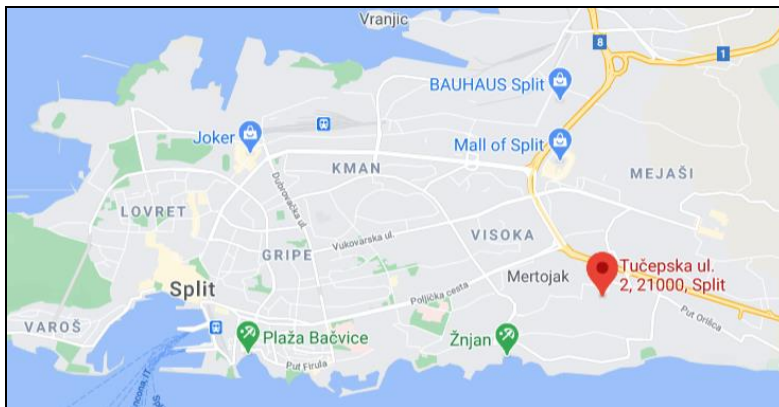 Vranjic
8
1
BAUHAUS Split
Joker
Mall of Split
KMAN
MEJAŠI
Dubrovačka ul.
LOVRET
Vukovarska ul.
VISOKA
GRIPE
Tučepska ul.
2, 21000, Split
Mertojak
Split
Poljička cesta
Put Orišca
VAROŠ
Plaža Bačvice
Žnjan
Put Firula